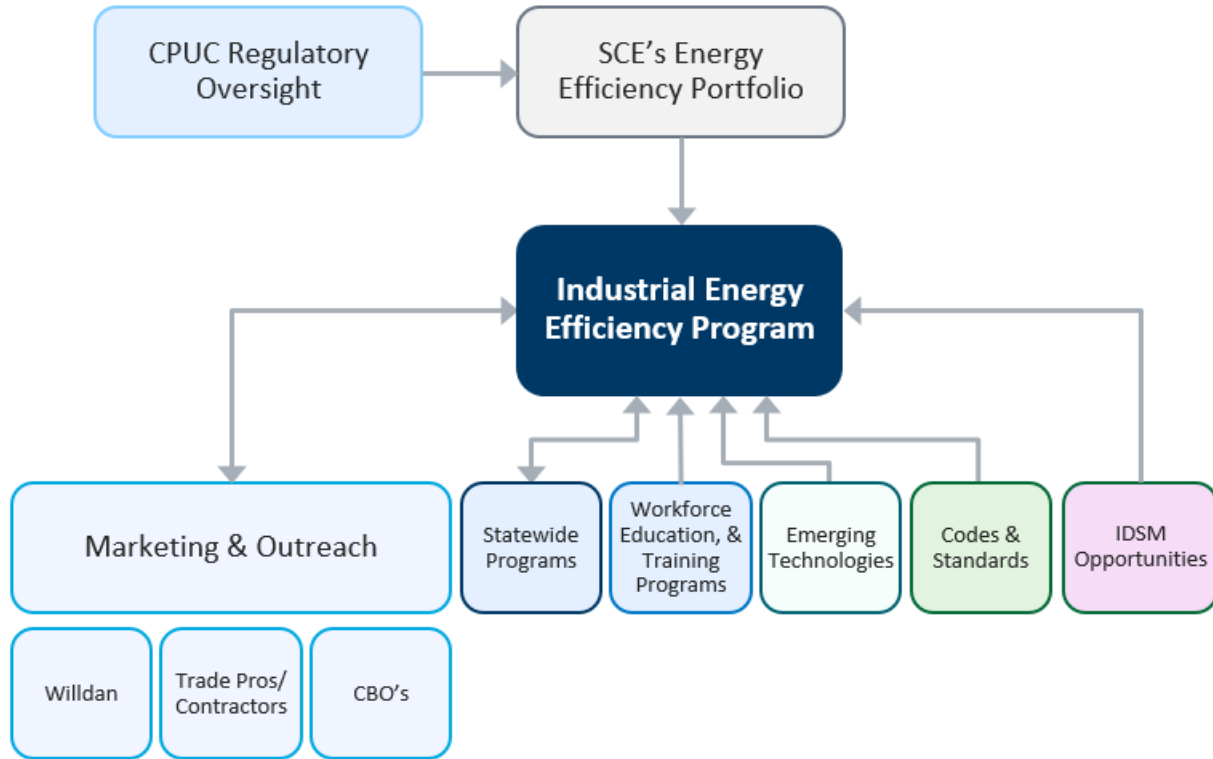 CPUC Regulatory
Oversight
SCE’s Energy
Efficiency Portfolio
Industrial Energy
Efficiency Program
Marketing & Outreach
Statewide
Programs
Workforce
Education, &
Training
Programs
Emerging
Technologies
Codes &
Standards
IDSM
Opportunities
Willdan
Trade Pros/
Contractors
CBO’s